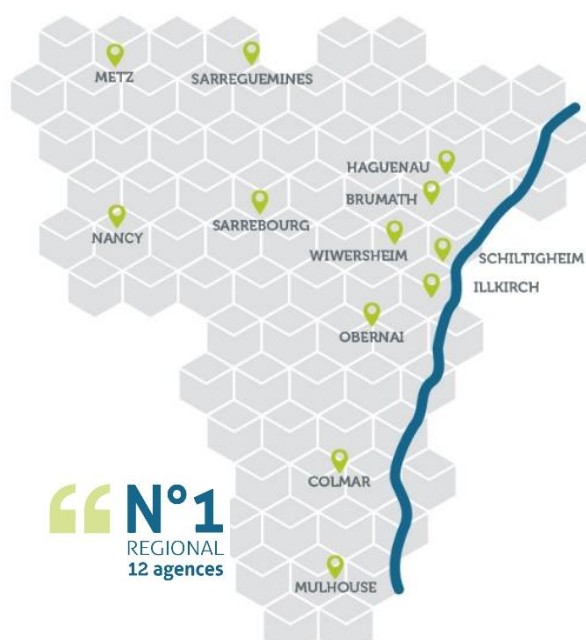 METZ
SARREGUEMINES
HAGUENAU
BRUMATH
NANCY
SARREBOURG
WIWERSHEIM
SCHILTIGHEIM
ILLKIRCH
OBERNAI
COLMAR
“ N°1
REGIONAL
12 agences
MULHOUSE